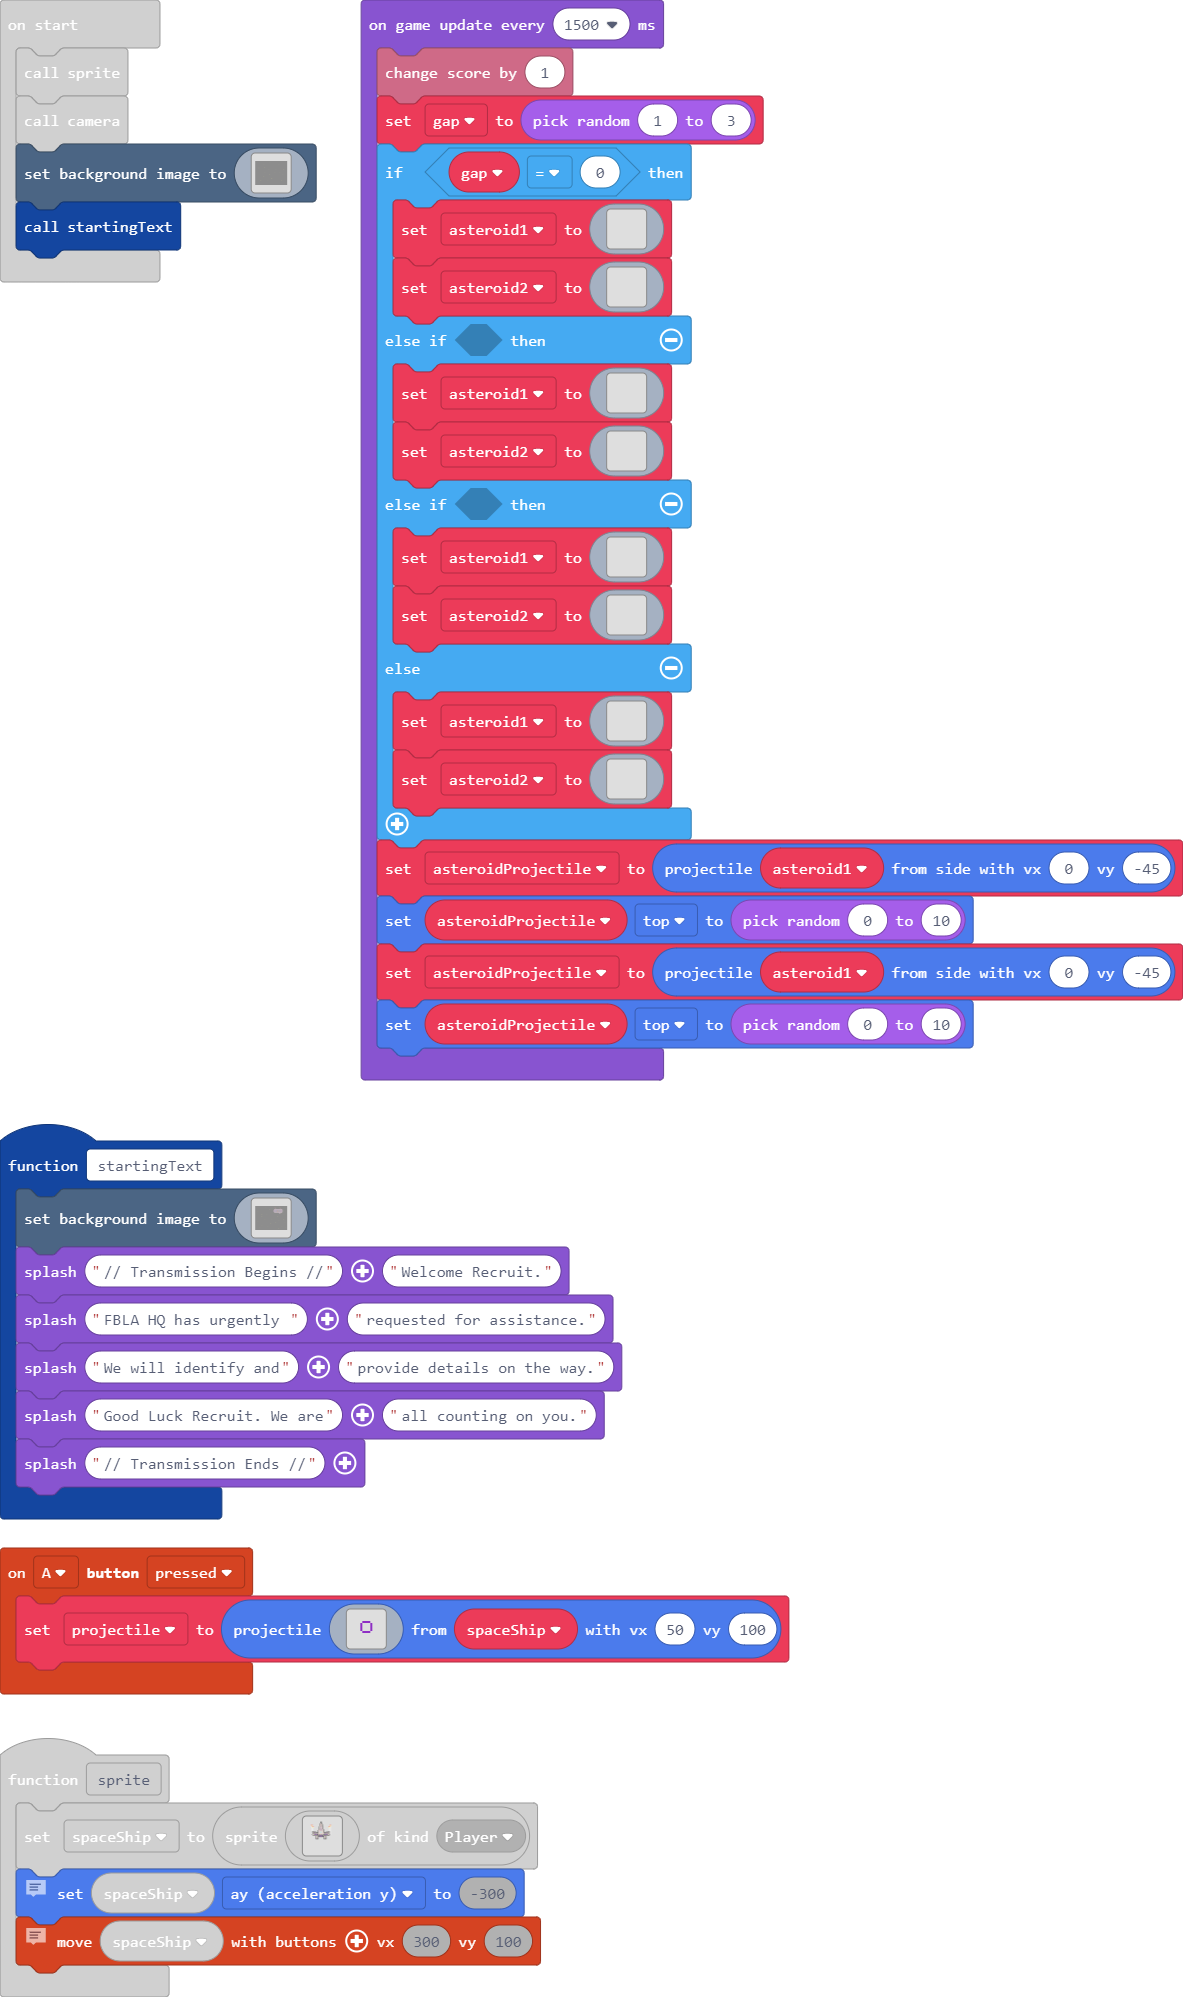 on start
call sprite
call camera
set background image to
call startingText
on game update every 1500 ms
change score by 1
set gap to pick random 1 to 3
if gap = 0 then
set asteroid1 to
set asteroid2 to
else if then
set asteroid1 to
set asteroid2 to
else if then
set asteroid1 to
set asteroid2 to
else
set asteroid1 to
set asteroid2 to
set asteroidProjectile to projectile asteroid1 from side with vx 0 vy -45
set asteroidProjectile top to pick random 0 to 10
set asteroidProjectile to projectile asteroid1 from side with vx 0 vy -45
set asteroidProjectile top to pick random 0 to 10
function startingText
set background image to
splash "// Transmission Begins //" "Welcome Recruit."
splash "FBLA HQ has urgently " "requested for assistance."
splash "We will identify and" "provide details on the way."
splash "Good Luck Recruit. We are" "all counting on you."
splash "// Transmission Ends //"
on A button pressed
set projectile to projectile from spaceShip with vx 50 vy 100
function sprite
set spaceShip to sprite of kind Player
set spaceShip ay (acceleration y) to -300
move spaceShip with buttons vx 300 vy 100